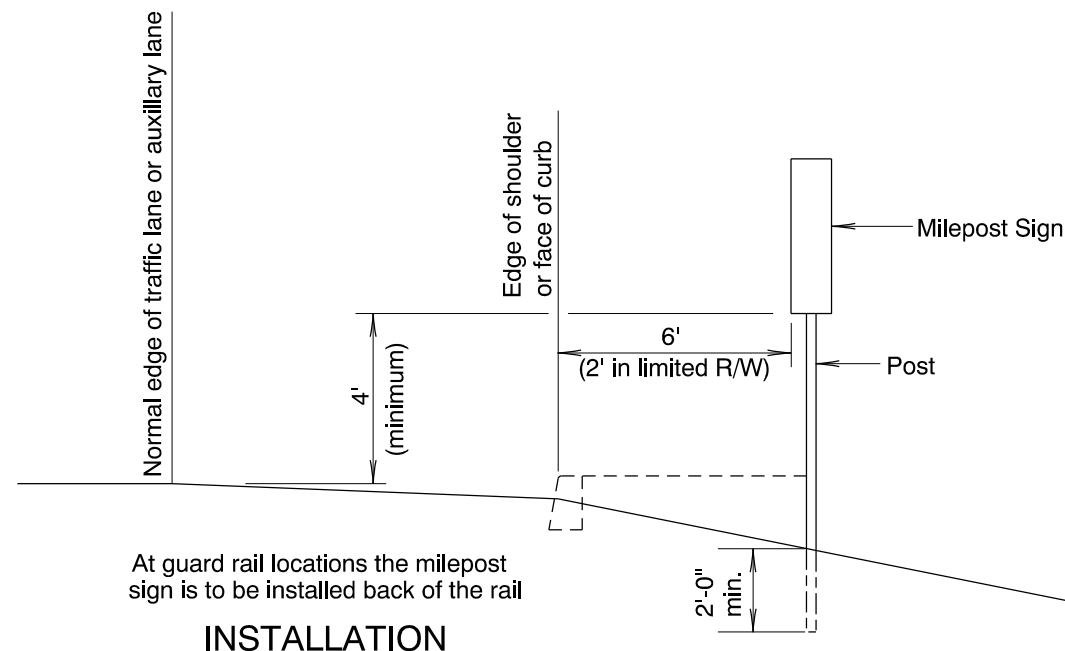 Normal edge of traffic lane or auxillary lane
Edge of shoulder
or face of curb
Milepost Sign
6'
(2' in limited R/W)
Post
4'
(minimum)
At guard rail locations the milepost
sign is to be installed back of the rail
2'-0"
min.
INSTALLATION